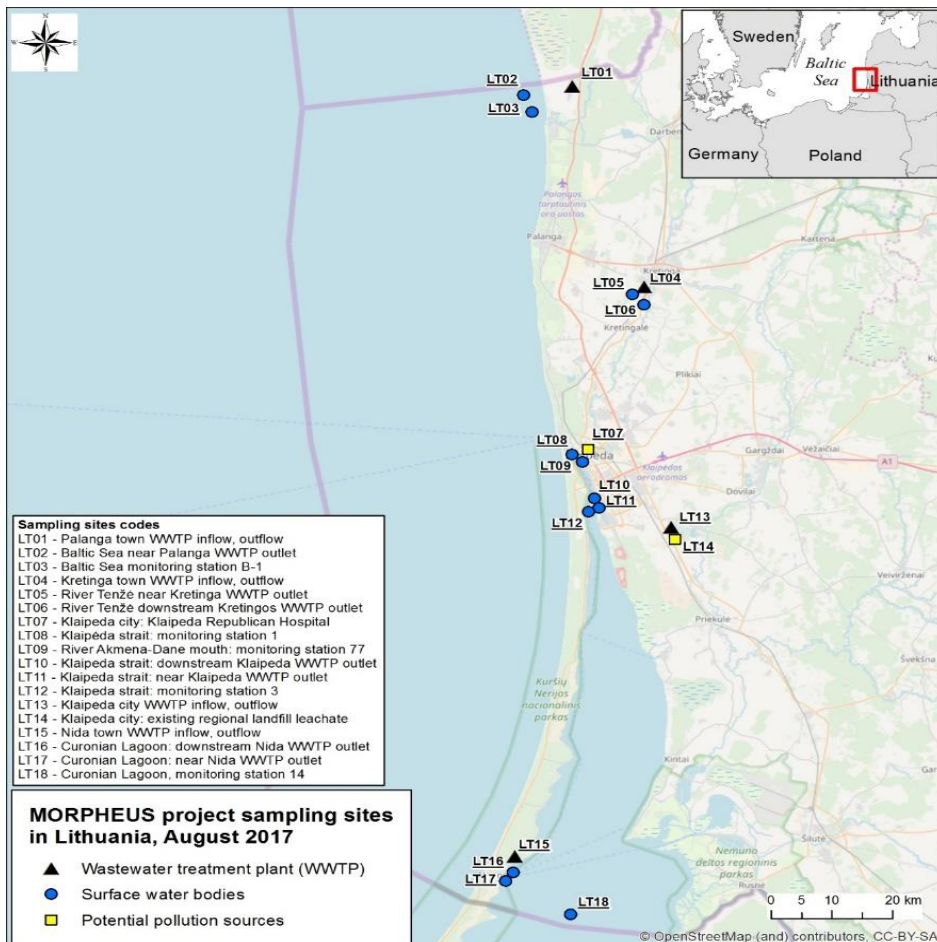 N
W
E
S
Sweden
Baltic
Sea
Lithuania
Germany
Poland
LT01
LT02
LT03
Darben
Palangos
tarptautinis
oro uostas
Palanga
Kartena
Kretinga
LT04
LT05
LT06
Kretingalė
Plikiai
LT07
LT08
LT09
Klaipėdos
aerodromas
Gargždai
Vėžaičiai
A1
Dovilai
LT10
LT11
LT12
LT13
LT14
Priekulė
Veiviržėnai
Švėkšna
Kuršių
Nerijos
nacionalinis
parkas
Kintai
Šilutė
Nemuno
deltos regioninis
parkas
Rusnė
LT15
LT16
LT17
LT18
Sampling sites codes
LT01 - Palanga town WWTP inflow, outflow
LT02 - Baltic Sea near Palanga WWTP outlet
LT03 - Baltic Sea monitoring station B-1
LT04 - Kretinga town WWTP inflow, outflow
LT05 - River Tenžė near Kretinga WWTP outlet
LT06 - River Tenžė downstream Kretingos WWTP outlet
LT07 - Klaipeda city: Klaipeda Republican Hospital
LT08 - Klaipėda strait: monitoring station 1
LT09 - River Akmena-Dane mouth: monitoring station 77
LT10 - Klaipeda strait: downstream Klaipeda WWTP outlet
LT11 - Klaipeda strait: near Klaipeda WWTP outlet
LT12 - Klaipeda strait: monitoring station 3
LT13 - Klaipeda city WWTP inflow, outflow
LT14 - Klaipeda city: existing regional landfill leachate
LT15 - Nida town WWTP inflow, outflow
LT16 - Curonian Lagoon: downstream Nida WWTP outlet
LT17 - Curonian Lagoon: near Nida WWTP outlet
LT18 - Curonian Lagoon, monitoring station 14
MORPHEUS project sampling sites
in Lithuania, August 2017
Wastewater treatment plant (WWTP)
Surface water bodies
Potential pollution sources
0 5 10 20 km
© OpenStreetMap (and) contributors, CC-BY-SA